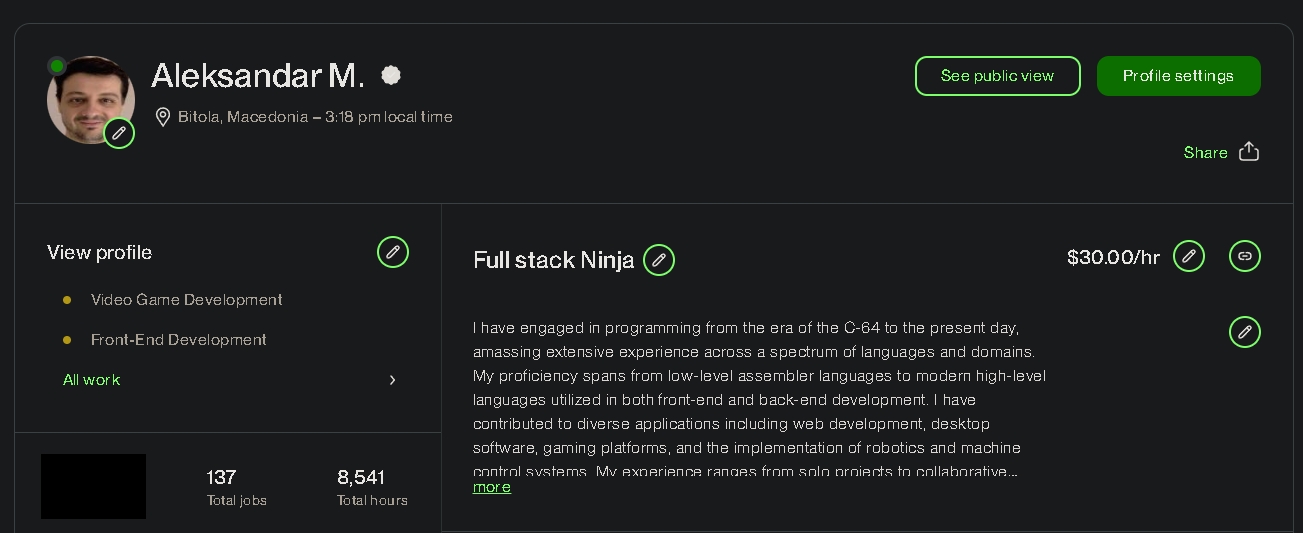 Aleksandar M.
Bitola, Macedonia – 3:18 pm local time
See public view
Profile settings
Share
View profile
Video Game Development
Front-End Development
All work
137
Total jobs
8,541
Total hours
Full stack Ninja
$30.00/hr
I have engaged in programming from the era of the C-64 to the present day,
amassing extensive experience across a spectrum of languages and domains.
My proficiency spans from low-level assembler languages to modern high-level
languages utilized in both front-end and back-end development. I have
contributed to diverse applications including web development, desktop
software, gaming platforms, and the implementation of robotics and machine
control systems. My experience ranges from solo projects to collaborative...
more